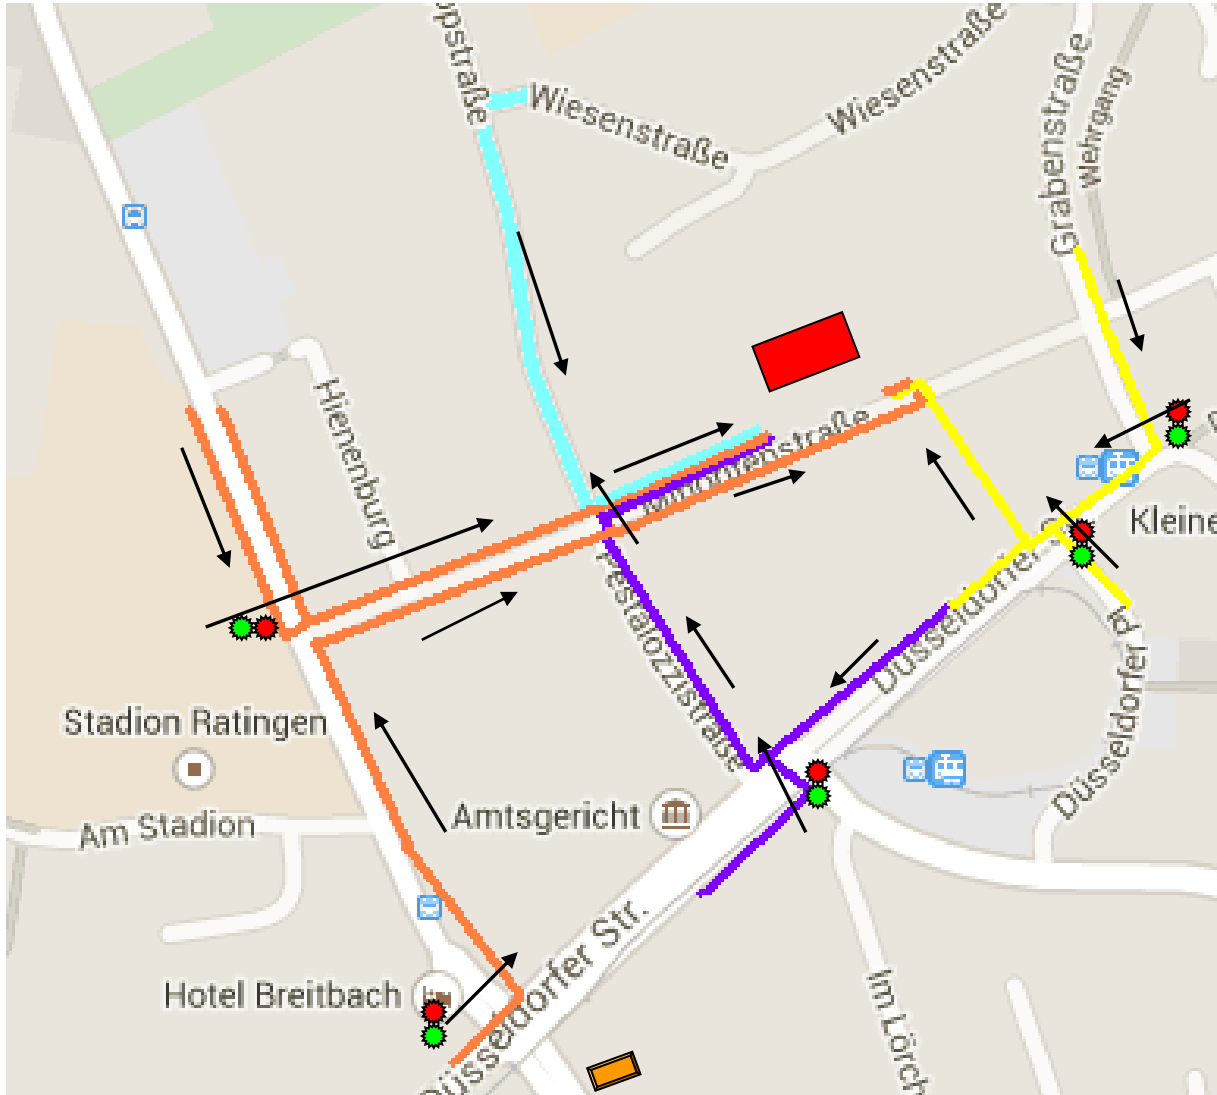 Wiesenstraße
Wiesenstraße
Grabenstraße
Wehrgang
Hienenburg
Kleine
Pestalozzistraße
Düsseldorfer
Düsseldorfer Pl
Stadion Ratingen
Am Stadion
Amtsgericht
Hotel Breitbach
Düsseldorfer Str.
Im Lörch